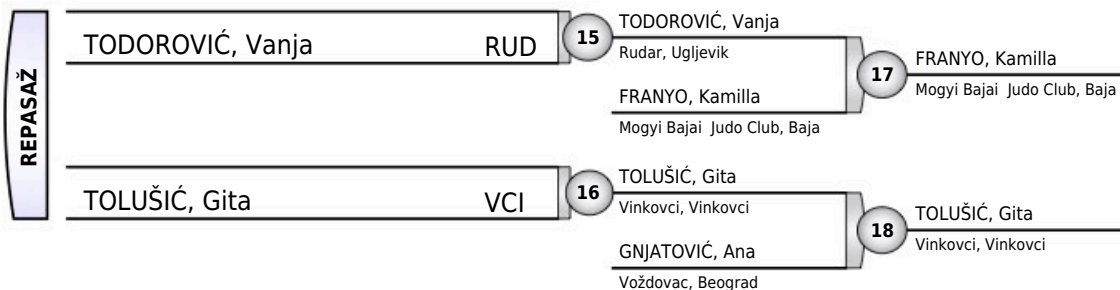 REPASAŽ
TODOROVIĆ, Vanja RUD
15
TODOROVIĆ, Vanja
Rudar, Ugljevik
FRANYO, Kamilla
Mogyi Bajai Judo Club, Baja
17
FRANYO, Kamilla
Mogyi Bajai Judo Club, Baja
TOLUŠIĆ, Gita VCI
16
TOLUŠIĆ, Gita
Vinkovci, Vinkovci
GNJATOVIĆ, Ana
Voždovac, Beograd
18
TOLUŠIĆ, Gita
Vinkovci, Vinkovci